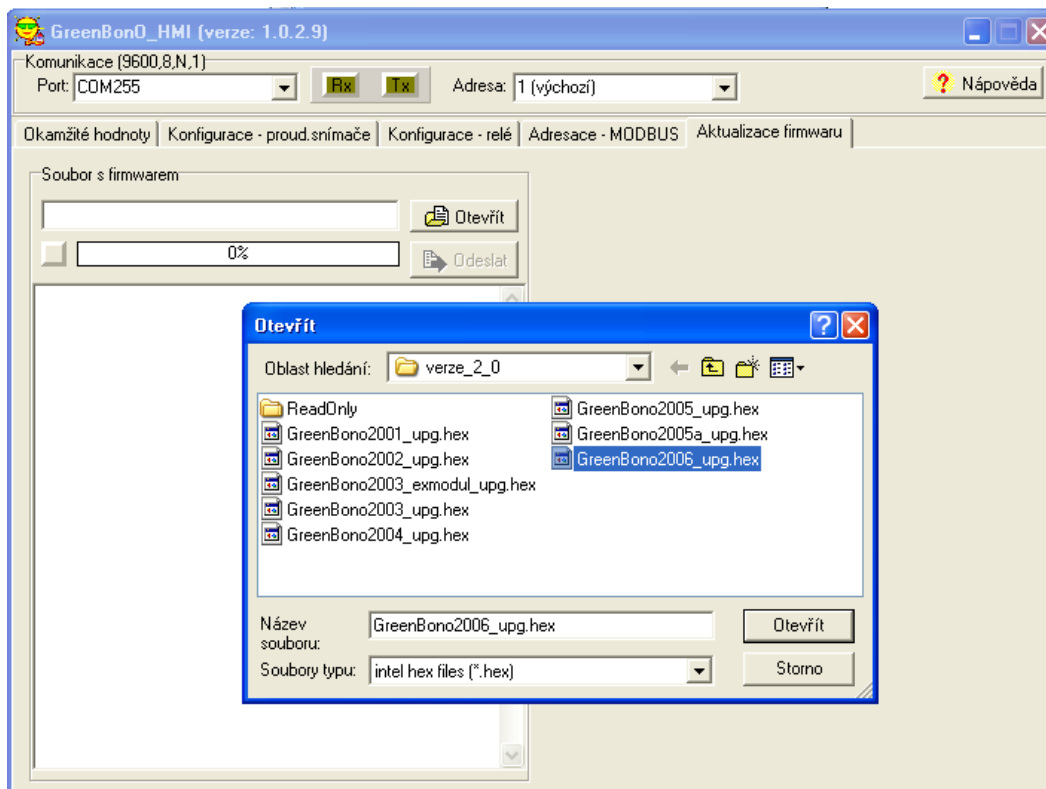 GreenBonO_HMI (verze: 1.0.2.9)
Komunikace (9600,8,N,1)
Port: COM255 Rx Tx Adresa: 1 (výchozí) ? Nápověda
Okamžité hodnoty Konfigurace - proud.snímače Konfigurace - relé Adresace - MODBUS Aktualizace firmwaru
Soubor s firmwarem
Otevřít
0% Odeslat
Otevřít
Oblast hledání: verze_2_0
ReadOnly GreenBono2005_upg.hex
GreenBono2001_upg.hex GreenBono2005a_upg.hex
GreenBono2002_upg.hex GreenBono2006_upg.hex
GreenBono2003_exmodul_upg.hex
GreenBono2003_upg.hex
GreenBono2004_upg.hex
Název souboru: GreenBono2006_upg.hex Otevřít
Soubory typu: intel hex files (*.hex) Storno